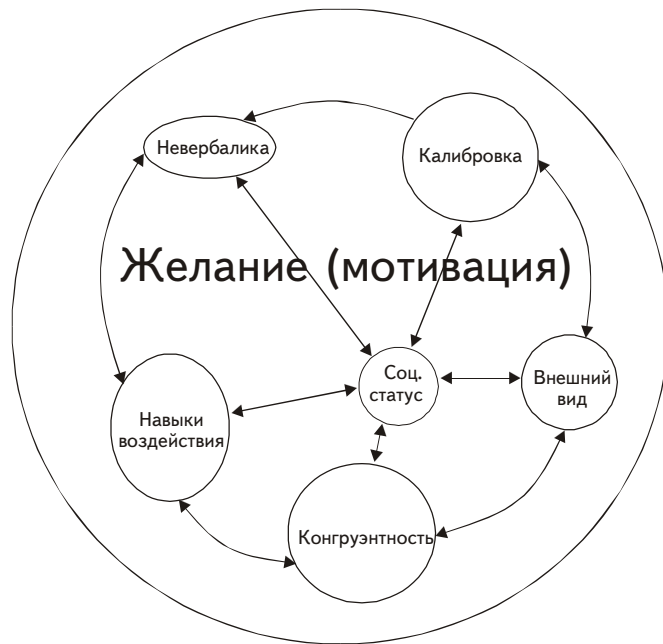 Невербалика
Калибровка
Желание (мотивация)
Соц.
статус
Внешний
вид
Навыки
воздействия
Конгруэнтность